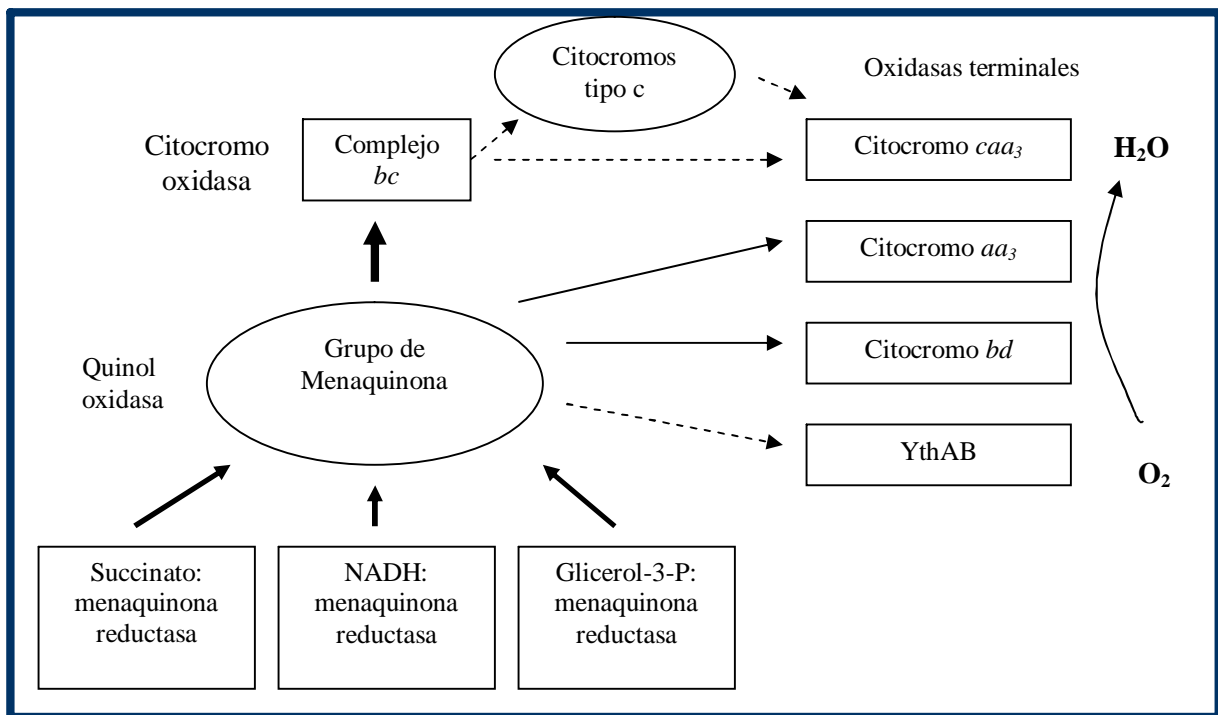 Citocromos
tipo c
Oxidasas terminales
Citocromo
oxidasa
Complejo
bc
Citocromo caa₃
H₂O
Citocromo aa₃
Grupo de
Menaquinona
Quinol
oxidasa
Citocromo bd
YthAB
O₂
Succinato:
menaquinona
reductasa
NADH:
menaquinona
reductasa
Glicerol-3-P:
menaquinona
reductasa